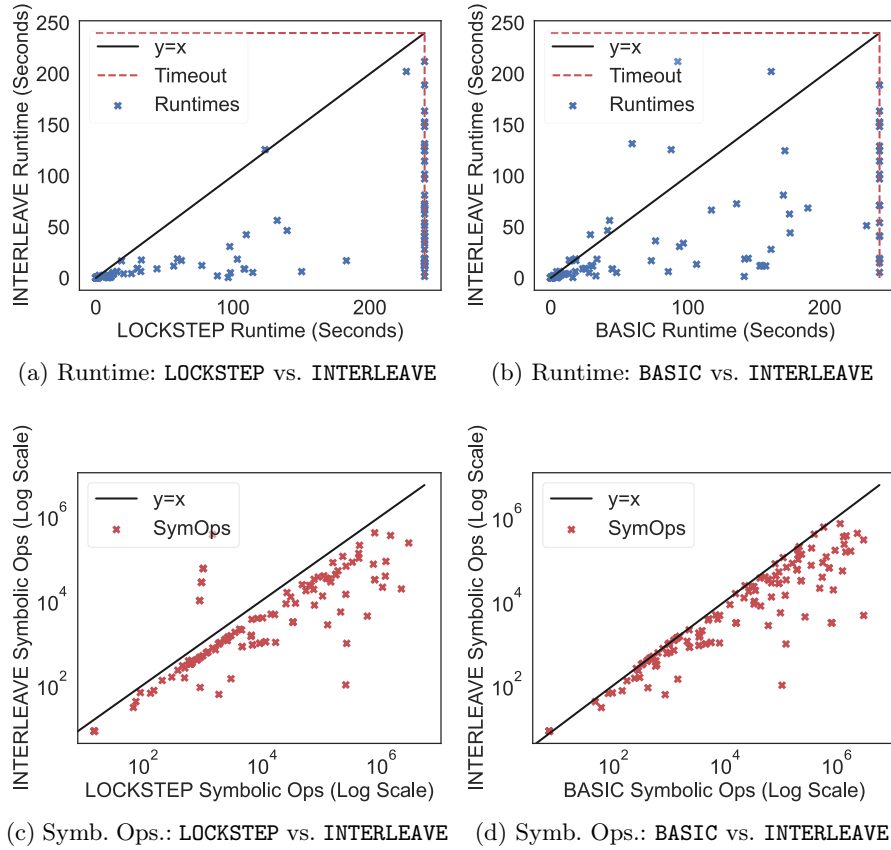 INTERLEAVE Runtime (Seconds)
250
200
150
100
50
0
y=x
Timeout
Runtimes
0 100 200
LOCKSTEP Runtime (Seconds)
(a) Runtime: LOCKSTEP vs. INTERLEAVE
INTERLEAVE Runtime (Seconds)
250
200
150
100
50
0
y=x
Timeout
Runtimes
0 100 200
BASIC Runtime (Seconds)
(b) Runtime: BASIC vs. INTERLEAVE
INTERLEAVE Symbolic Ops (Log Scale)
10^6
10^4
10^2
y=x
SymOps
10^2 10^4 10^6
LOCKSTEP Symbolic Ops (Log Scale)
(c) Symb. Ops.: LOCKSTEP vs. INTERLEAVE
INTERLEAVE Symbolic Ops (Log Scale)
10^6
10^4
10^2
y=x
SymOps
10^2 10^4 10^6
BASIC Symbolic Ops (Log Scale)
(d) Symb. Ops.: BASIC vs. INTERLEAVE